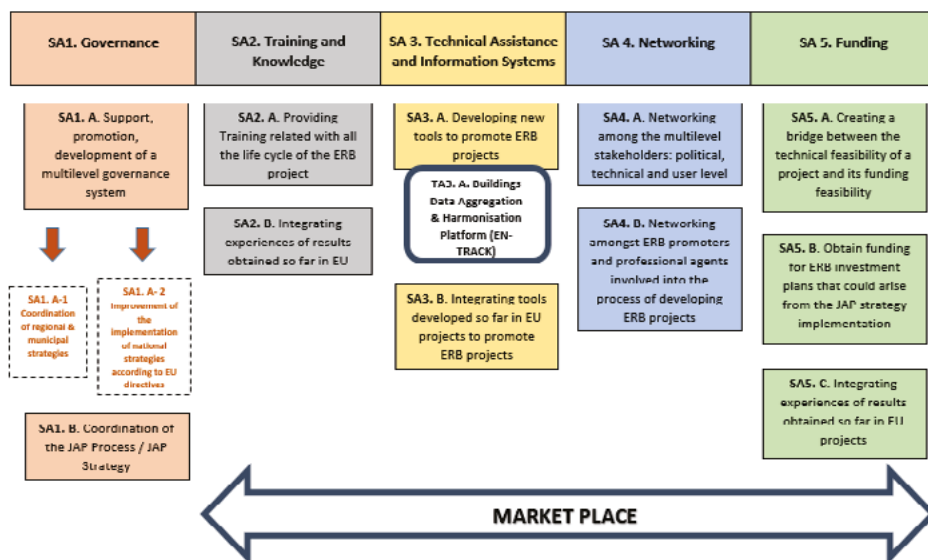 SA1. Governance
SA2. Training and
Knowledge
SA 3. Technical Assistance
and Information Systems
SA 4. Networking
SA 5. Funding
SA1. A. Support,
promotion,
development of a
multilevel governance
system
SA1. A-1
Coordination
of regional &
municipal
strategies
SA1. A- 2
Improvement of
the
implementation
of national
strategies
according to EU
directives
SA1. B. Coordination of
the JAP Process / JAP
Strategy
SA2. A. Providing
Training related with all
the life cycle of the ERB
project
SA2. B. Integrating
experiences of results
obtained so far in EU
SA3. A. Developing new
tools to promote ERB
projects
TA3. A. Buildings
Data Aggregation
& Harmonisation
Platform (EN-
TRACK)
SA3. B. Integrating tools
developed so far in EU
projects to promote
ERB projects
SA4. A. Networking
among the multilevel
stakeholders: political,
technical and user level
SA4. B. Networking
amongst ERB promoters
and professional agents
involved into the
process of developing
ERB projects
SA5. A. Creating a
bridge between the
technical feasibility of a
project and its funding
feasibility
SA5. B. Obtain funding
for ERB investment
plans that could arise
from the JAP strategy
implementation
SA5. C. Integrating
experiences of results
obtained so far in EU
projects
MARKET PLACE